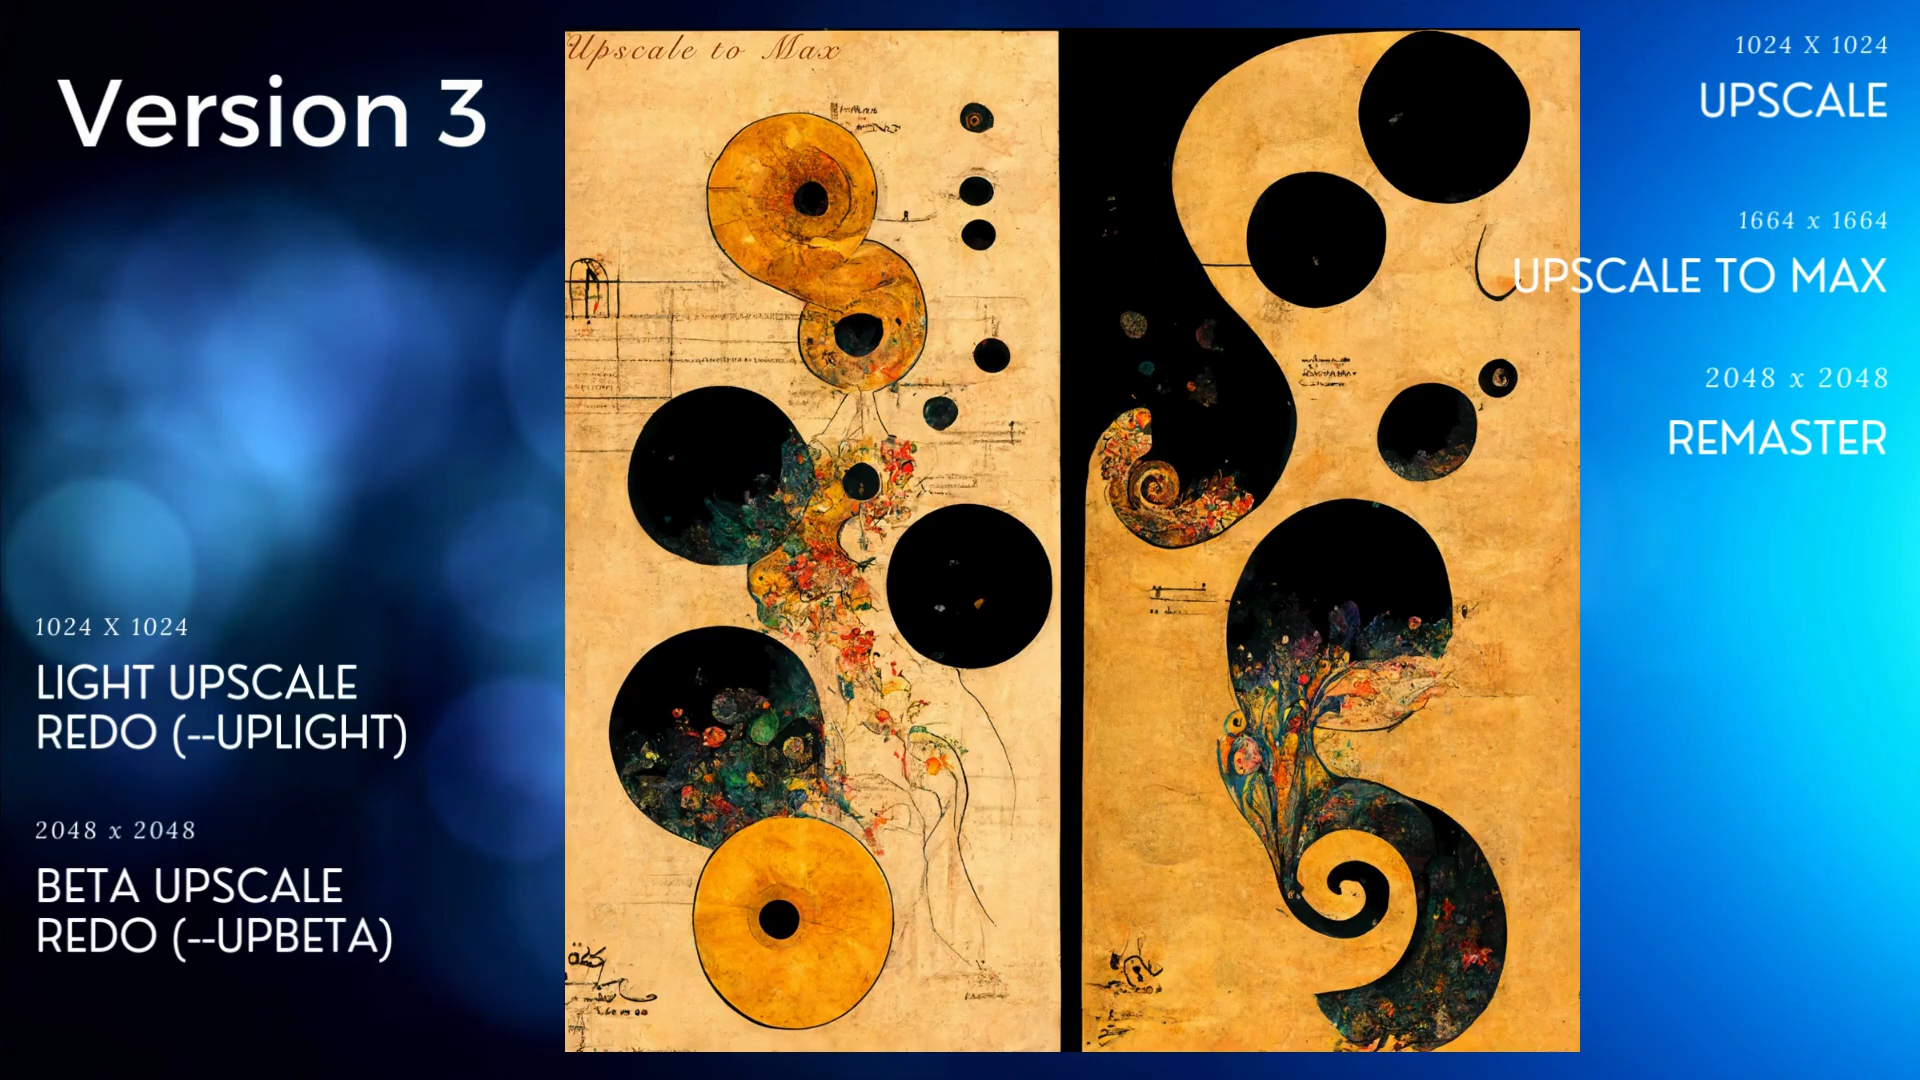 Version 3
1024 X 1024
LIGHT UPSCALE
REDO (--UPLIGHT)
2048 x 2048
BETA UPSCALE
REDO (--UPBETA)
Upscale to Max
1024 X 1024
UPSCALE
1664 x 1664
UPSCALE TO MAX
2048 x 2048
REMASTER